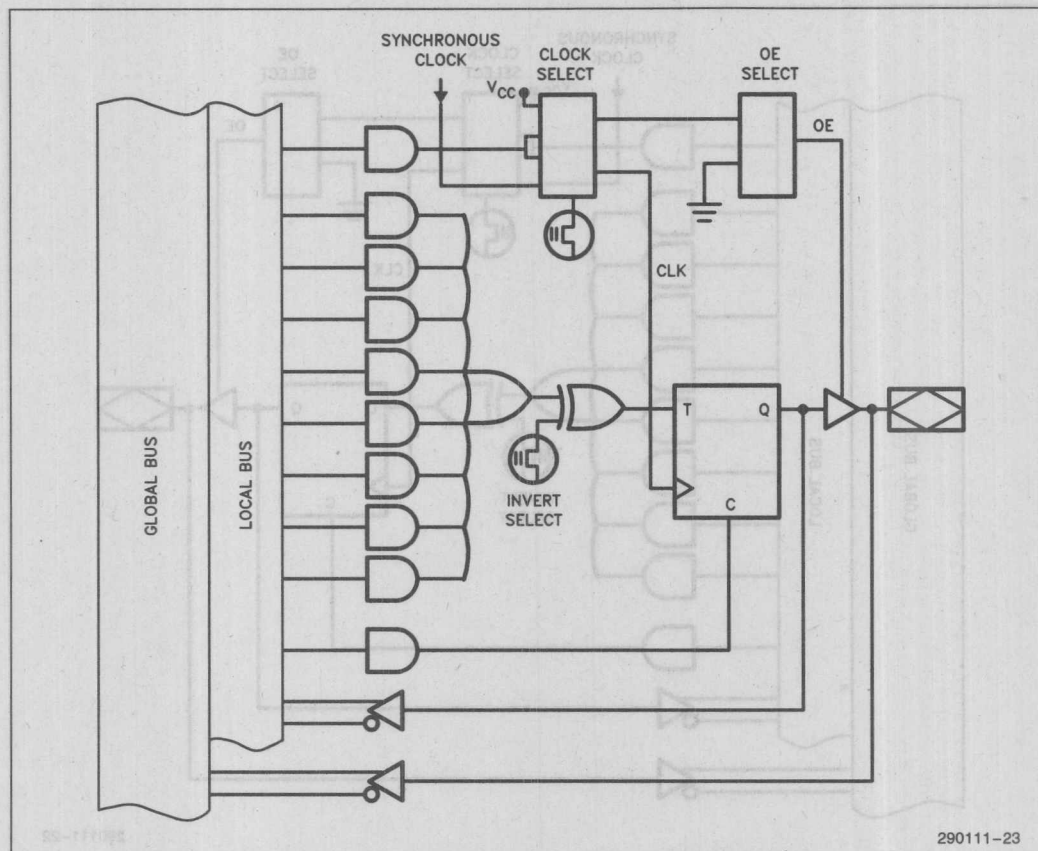 SYNCHRONOUS
CLOCK
CLOCK
SELECT
OE
SELECT
VCC
OE
CLK
T
Q
C
INVERT
SELECT
GLOBAL BUS
LOCAL BUS
290111-23